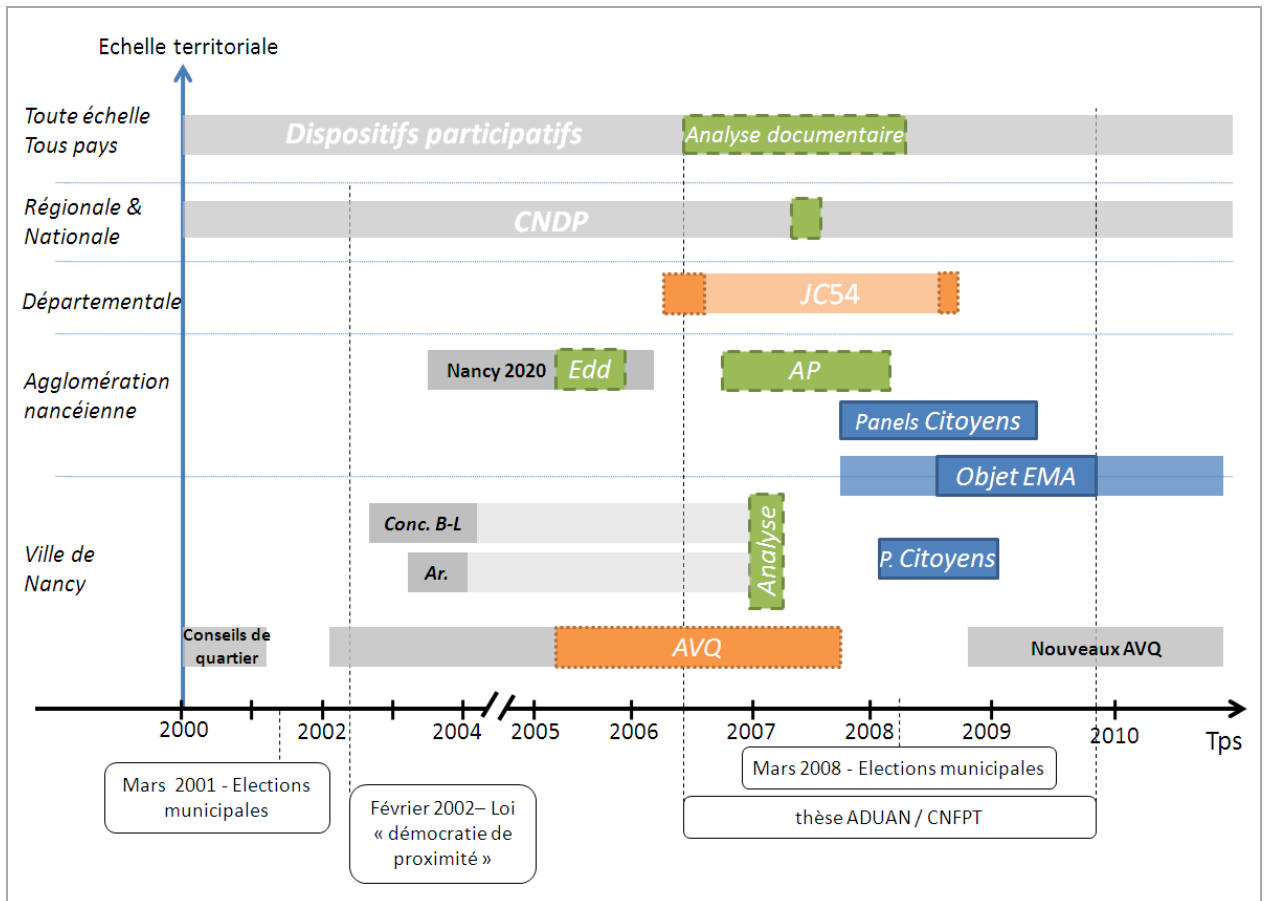 Echelle territoriale
Toute échelle
Tous pays
Dispositifs participatifs
Analyse documentaire
Régionale &
Nationale
CNDP
Départementale
JC54
Agglomération
nancéienne
Nancy 2020
Edd
AP
Panels Citoyens
Objet EMA
Ville de
Nancy
Conc. B-L
Ar.
Analyse
P. Citoyens
Conseils de
quartier
AVQ
Nouveaux AVQ
2000
2002
2004
2005
2006
2007
2008
2009
2010
Tps
Mars 2001 - Elections
municipales
Février 2002– Loi
« démocratie de
proximité »
Mars 2008 - Elections municipales
thèse ADUAN / CNFPT